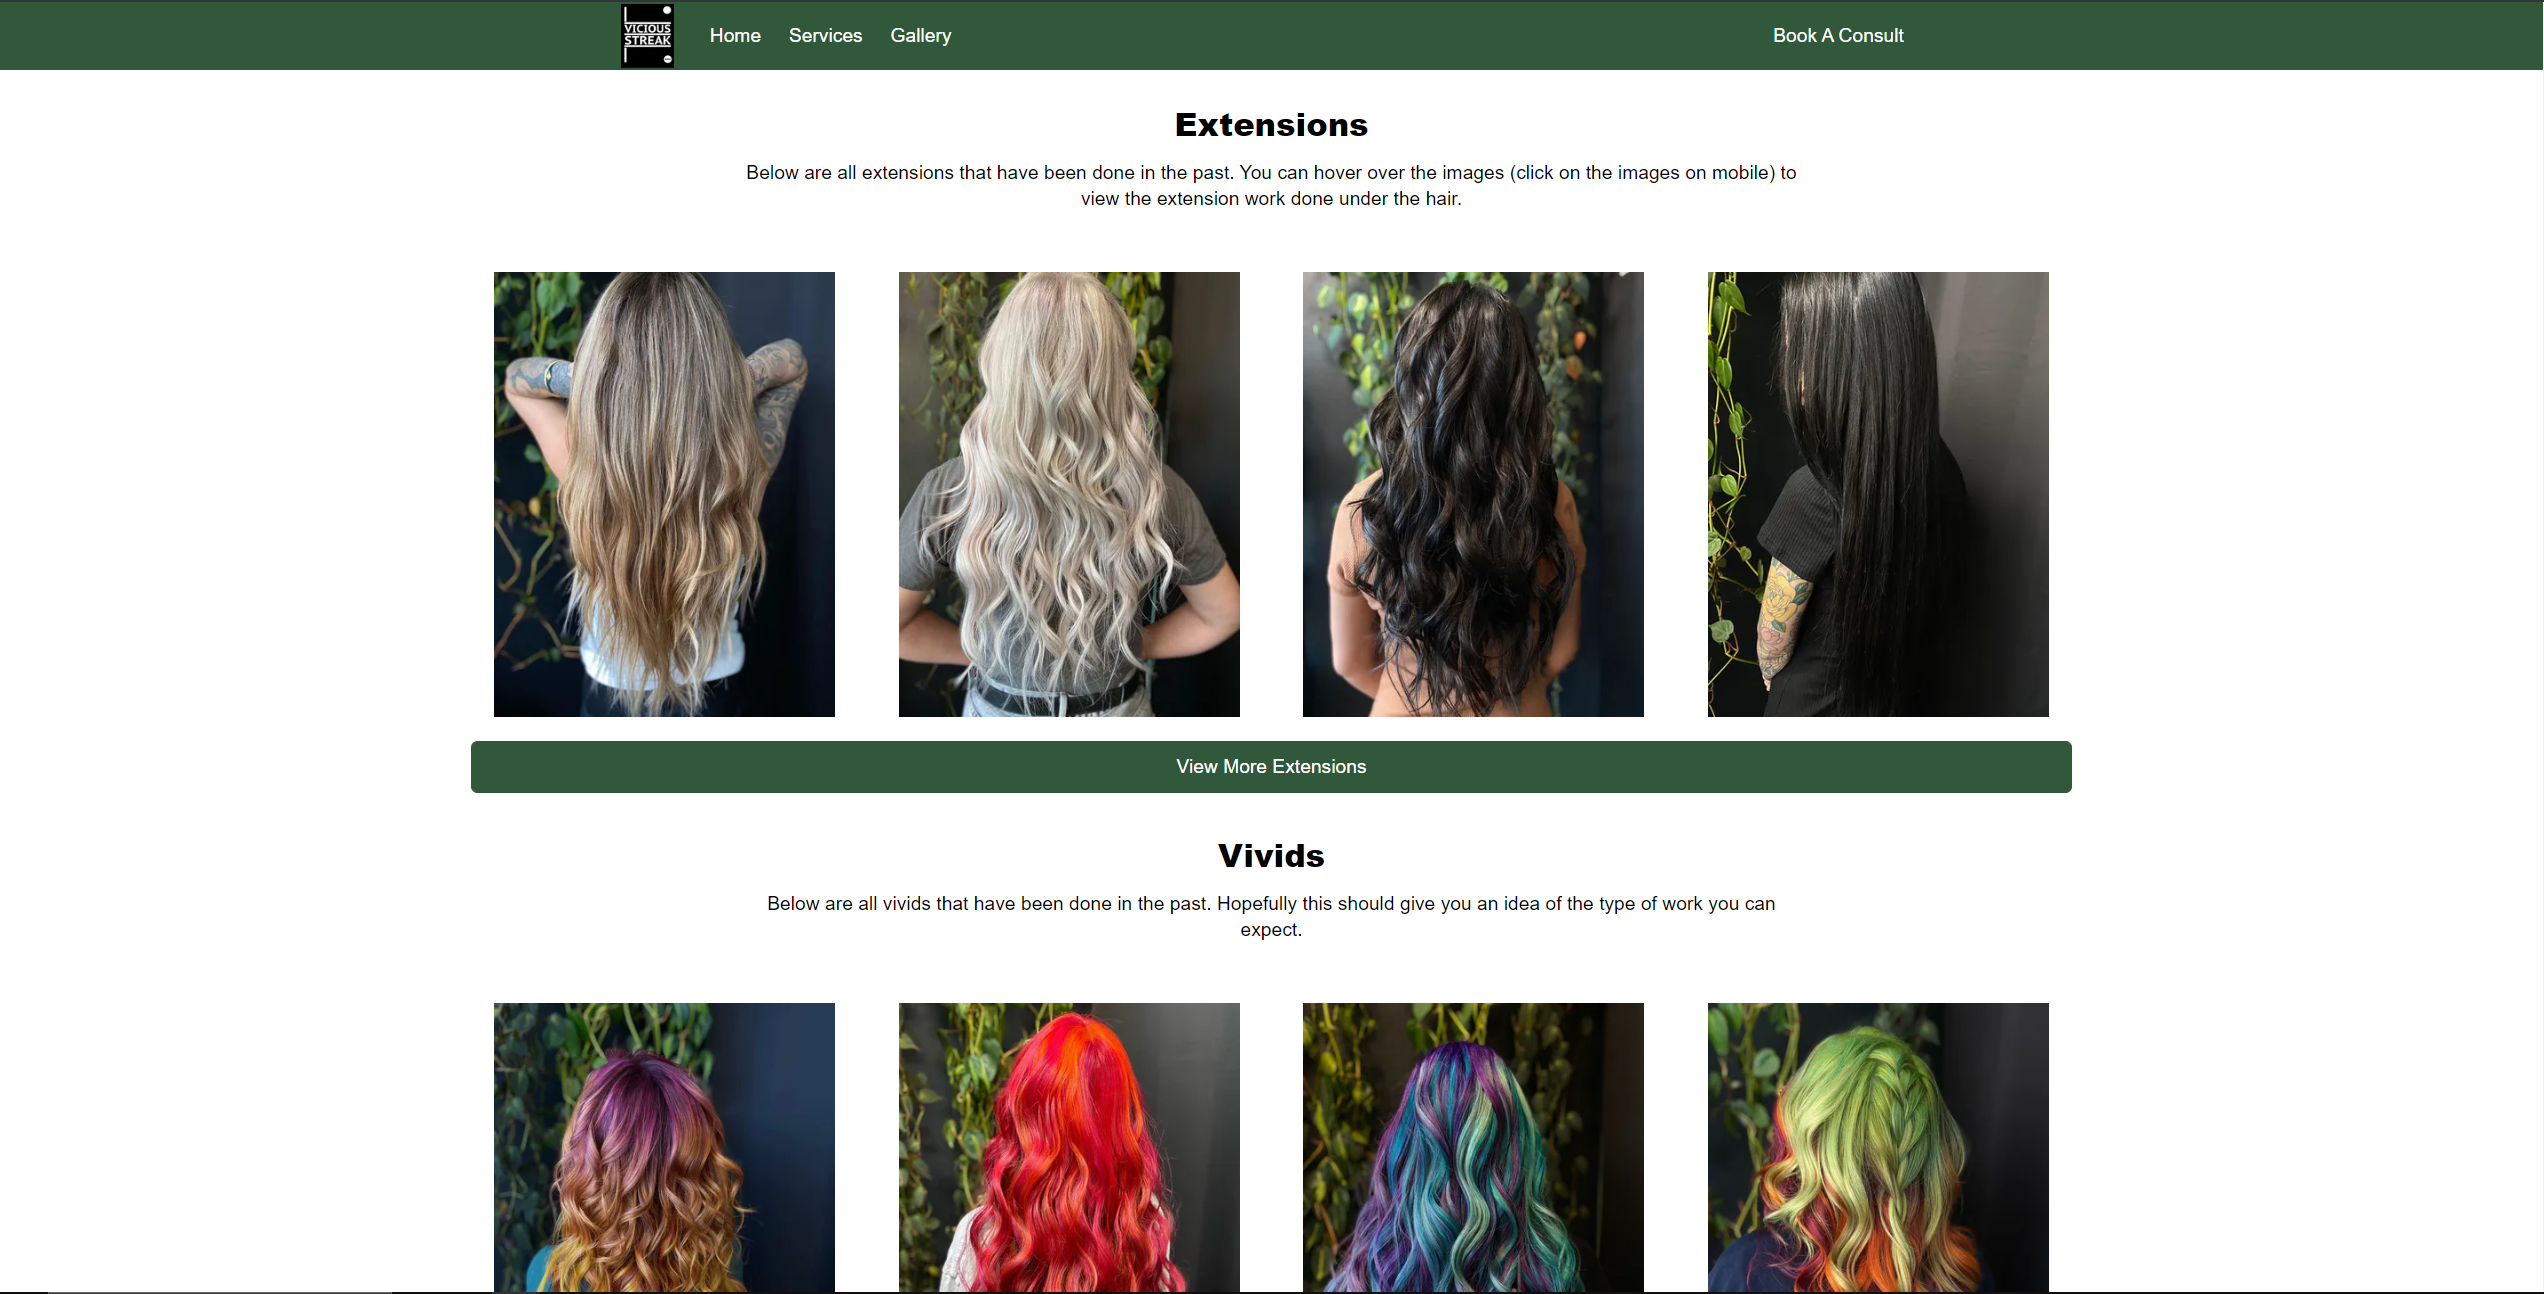 VICIOUS
STREAK
Home
Services
Gallery
Book A Consult
Extensions
Below are all extensions that have been done in the past. You can hover over the images (click on the images on mobile) to
view the extension work done under the hair.
View More Extensions
Vivids
Below are all vivids that have been done in the past. Hopefully this should give you an idea of the type of work you can
expect.